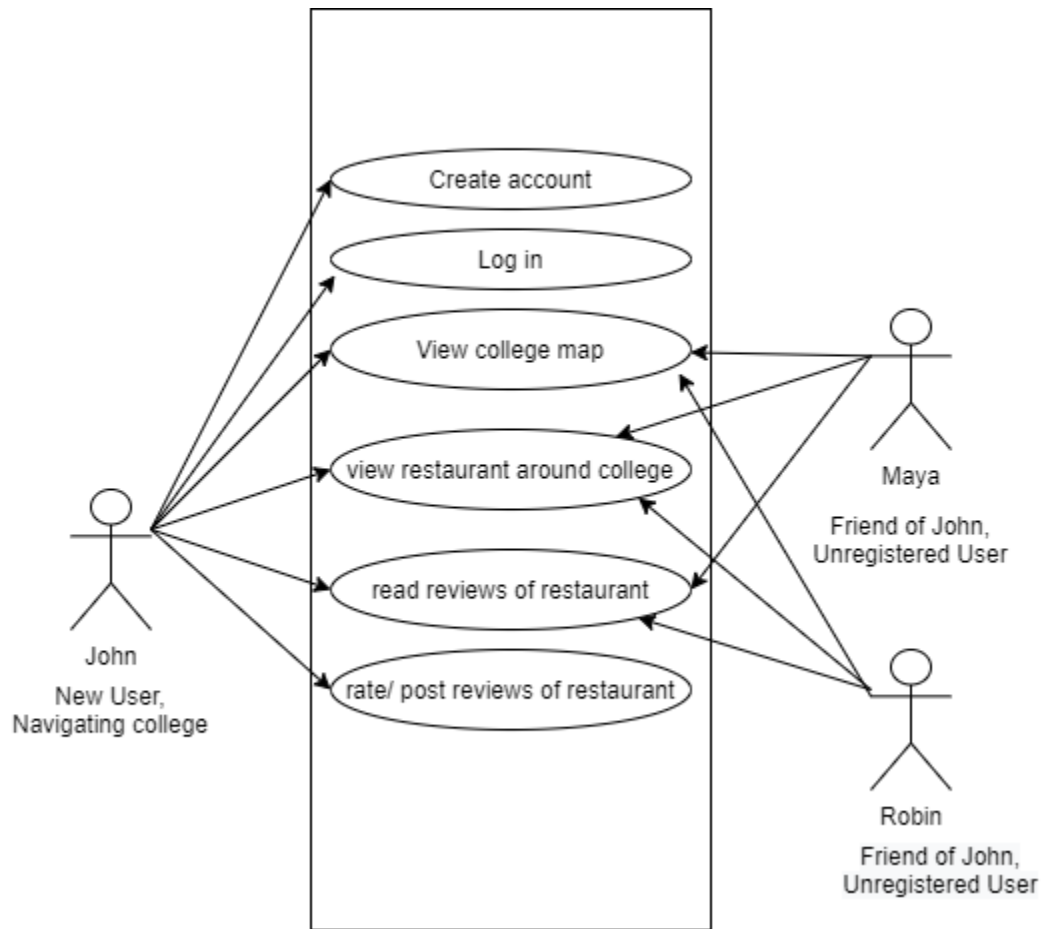 Create account
Log in
View college map
view restaurant around college
read reviews of restaurant
rate/ post reviews of restaurant
John
New User,
Navigating college
Maya
Friend of John,
Unregistered User
Robin
Friend of John,
Unregistered User